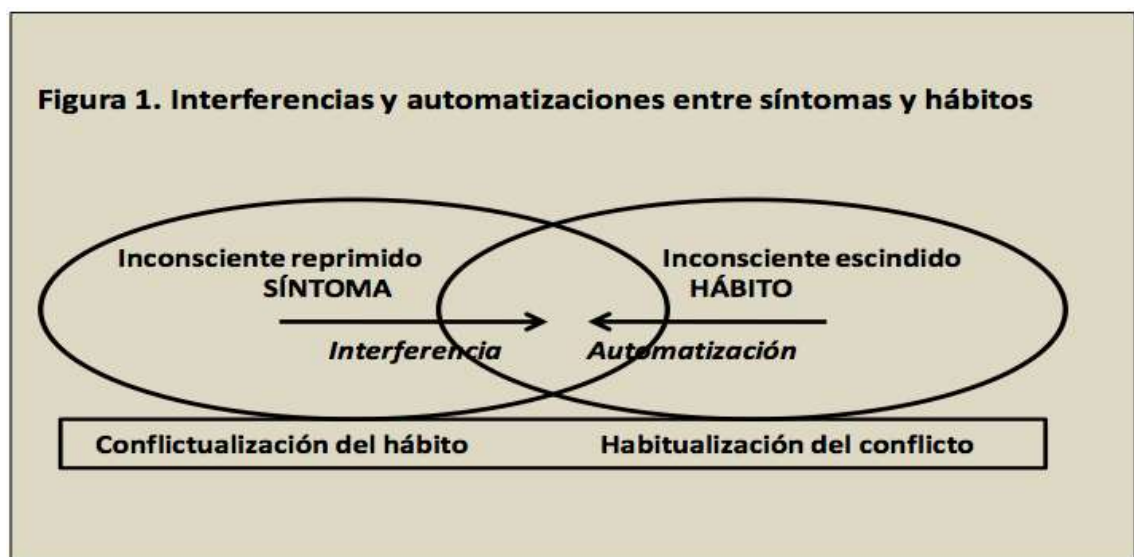 Figura 1. Interferencias y automatizaciones entre síntomas y hábitos
Inconsciente reprimido
SÍNTOMA
Interferencia
Inconsciente escindido
HÁBITO
Automatización
Conflictualización del hábito
Habitualización del conflicto